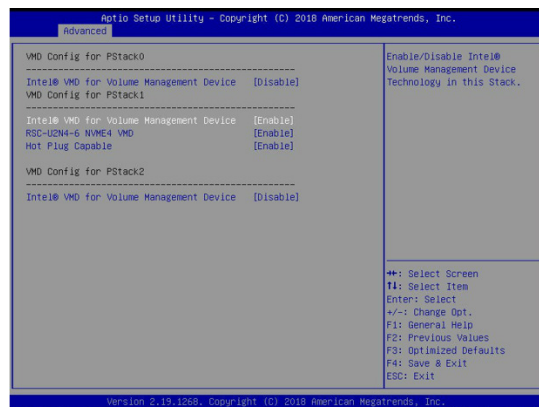 Aptio Setup Utility – Copyright (C) 2018 American Megatrends, Inc.
Advanced
VMD Config for PStack0
--------------------------------------------------
Intel® VMD for Volume Management Device [Disable]
VMD Config for PStack1
--------------------------------------------------
Intel® VMD for Volume Management Device [Enable]
RSC-U2N4-6 NVME4 VMD [Enable]
Hot Plug Capable [Enable]
VMD Config for PStack2
--------------------------------------------------
Intel® VMD for Volume Management Device [Disable]
Enable/Disable Intel®
Volume Management Device
Technology in this Stack.
→←: Select Screen
↑↓: Select Item
Enter: Select
+/-: Change Opt.
F1: General Help
F2: Previous Values
F3: Optimized Defaults
F4: Save & Exit
ESC: Exit
Version 2.19.1268. Copyright (C) 2018 American Megatrends, Inc.